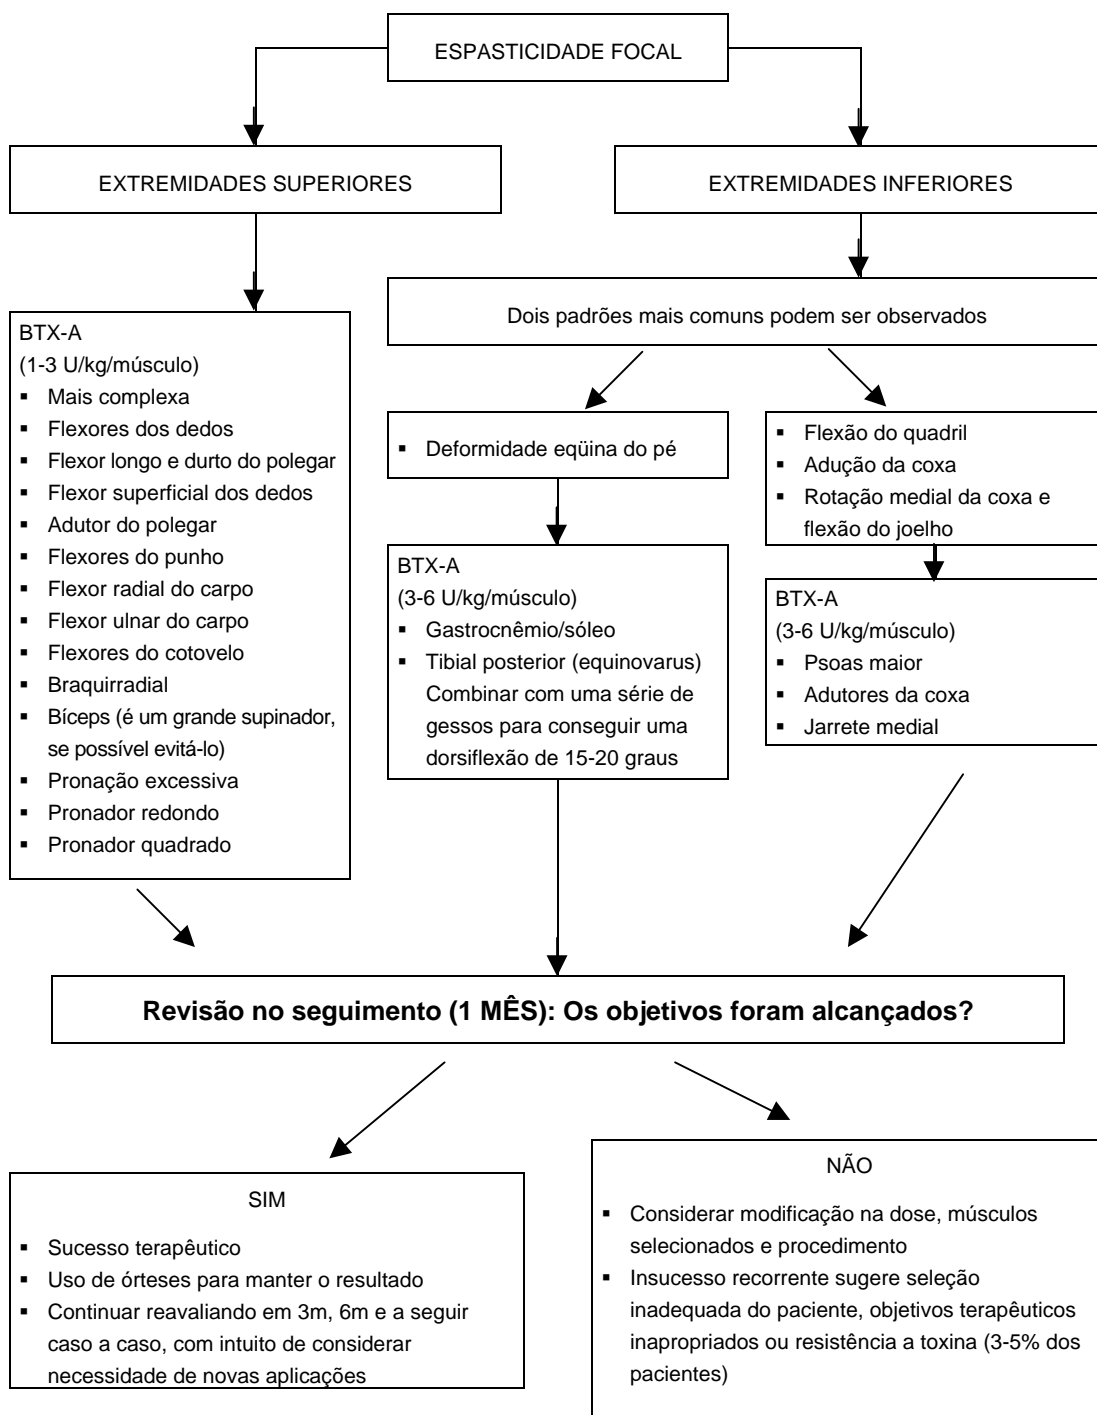 ESPASTICIDADE FOCAL
EXTREMIDADES SUPERIORES
EXTREMIDADES INFERIORES
Dois padrões mais comuns podem ser observados
BTX-A
(1-3 U/kg/músculo)
▪ Mais complexa
▪ Flexores dos dedos
▪ Flexor longo e durto do polegar
▪ Flexor superficial dos dedos
▪ Adutor do polegar
▪ Flexores do punho
▪ Flexor radial do carpo
▪ Flexor ulnar do carpo
▪ Flexores do cotovelo
▪ Braquirradial
▪ Bíceps (é um grande supinador,
se possível evitá-lo)
▪ Pronação excessiva
▪ Pronador redondo
▪ Pronador quadrado
▪ Deformidade eqüina do pé
BTX-A
(3-6 U/kg/músculo)
▪ Gastrocnêmio/sóleo
▪ Tibial posterior (equinovarus)
Combinar com uma série de
gessos para conseguir uma
dorsiflexão de 15-20 graus
▪ Flexão do quadril
▪ Adução da coxa
▪ Rotação medial da coxa e
flexão do joelho
BTX-A
(3-6 U/kg/músculo)
▪ Psoas maior
▪ Adutores da coxa
▪ Jarrete medial
Revisão no seguimento (1 MÊS): Os objetivos foram alcançados?
SIM
▪ Sucesso terapêutico
▪ Uso de órteses para manter o resultado
▪ Continuar reavaliando em 3m, 6m e a seguir
caso a caso, com intuito de considerar
necessidade de novas aplicações
NÃO
▪ Considerar modificação na dose, músculos
selecionados e procedimento
▪ Insucesso recorrente sugere seleção
inadequada do paciente, objetivos terapêuticos
inapropriados ou resistência a toxina (3-5% dos
pacientes)